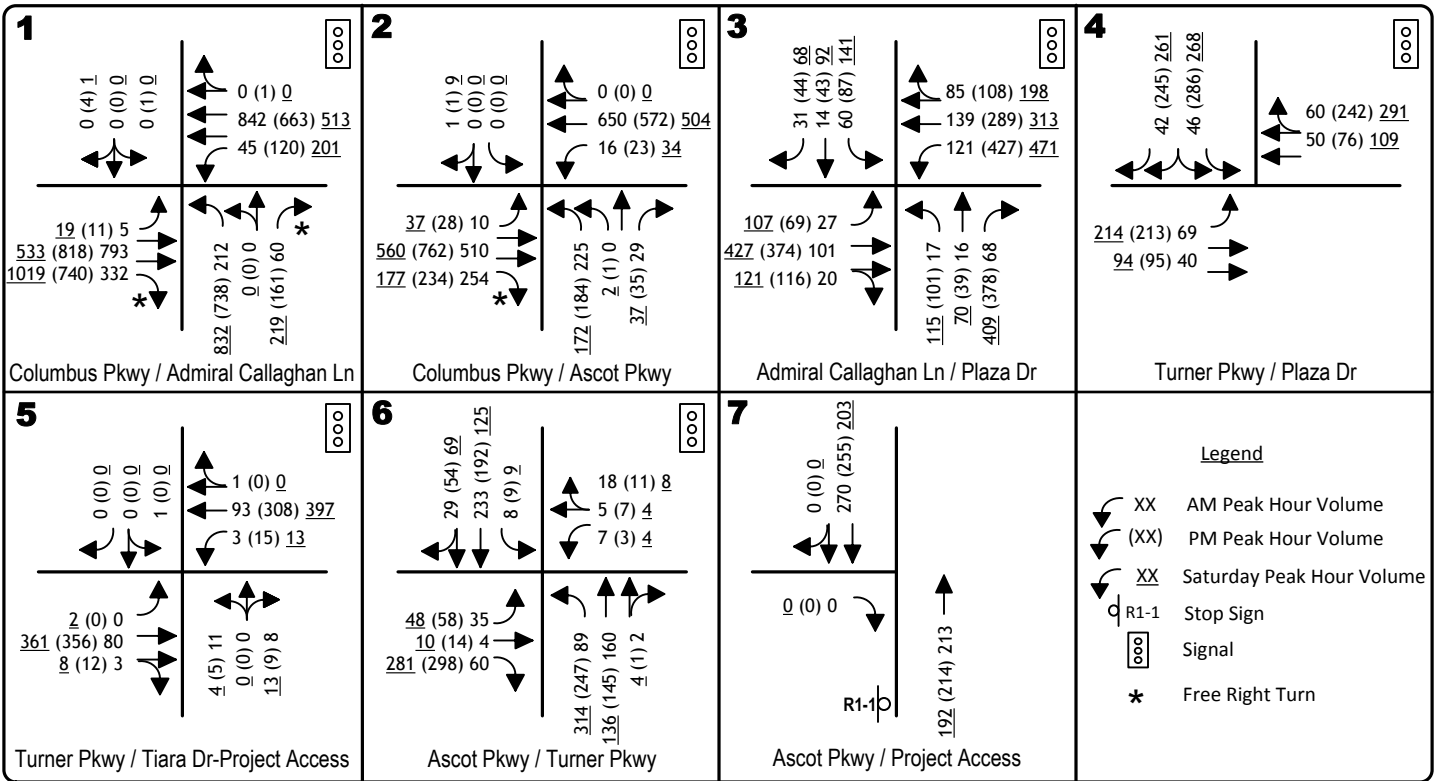 1
0 (4) 1
0 (0) 0
0 (1) 0
0 (1) 0
842 (663) 513
45 (120) 201
19 (11) 5
533 (818) 793
1019 (740) 332
*
832 (738) 212
0 (0) 0
219 (161) 60
*
Columbus Pkwy / Admiral Callaghan Ln
2
1 (1) 9
0 (0) 0
0 (0) 0
0 (0) 0
650 (572) 504
16 (23) 34
37 (28) 10
560 (762) 510
177 (234) 254
*
172 (184) 225
2 (1) 0
37 (35) 29
Columbus Pkwy / Ascot Pkwy
3
31 (44) 68
14 (43) 92
60 (87) 141
85 (108) 198
139 (289) 313
121 (427) 471
107 (69) 27
427 (374) 101
121 (116) 20
115 (101) 17
70 (39) 16
409 (378) 68
Admiral Callaghan Ln / Plaza Dr
4
42 (245) 261
46 (286) 268
60 (242) 291
50 (76) 109
214 (213) 69
94 (95) 40
Turner Pkwy / Plaza Dr
5
0 (0) 0
0 (0) 0
1 (0) 0
1 (0) 0
93 (308) 397
3 (15) 13
2 (0) 0
361 (356) 80
8 (12) 3
4 (5) 11
0 (0) 0
13 (9) 8
Turner Pkwy / Tiara Dr-Project Access
6
29 (54) 69
233 (192) 125
8 (9) 9
18 (11) 8
5 (7) 4
7 (3) 4
48 (58) 35
10 (14) 4
281 (298) 60
314 (247) 89
136 (145) 160
4 (1) 2
Ascot Pkwy / Turner Pkwy
7
0 (0) 0
270 (255) 203
0 (0) 0
R1-1
192 (214) 213
Ascot Pkwy / Project Access
Legend
XX AM Peak Hour Volume
(XX) PM Peak Hour Volume
XX Saturday Peak Hour Volume
R1-1 Stop Sign
Signal
* Free Right Turn